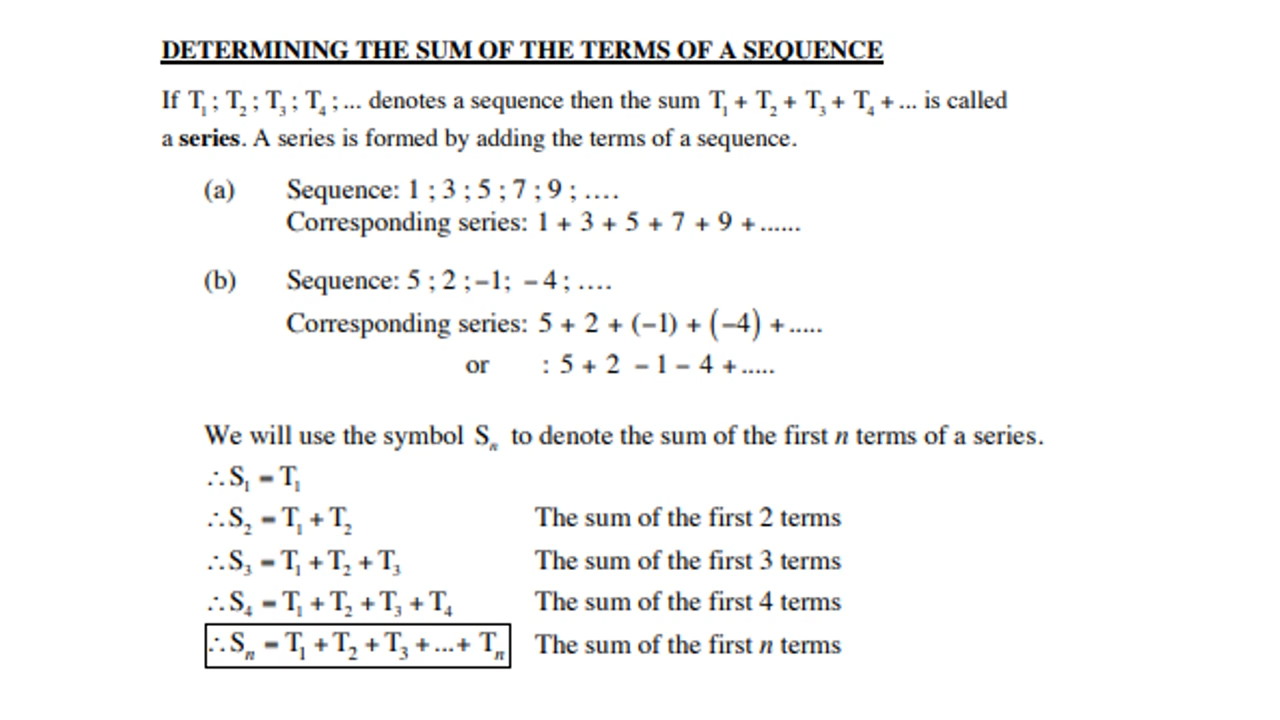 DETERMINING THE SUM OF THE TERMS OF A SEQUENCE
If T₁ ; T₂ ; T₃ ; T₄ ; ... denotes a sequence then the sum T₁ + T₂ + T₃ + T₄ + ... is called
a series. A series is formed by adding the terms of a sequence.
(a) Sequence: 1 ; 3 ; 5 ; 7 ; 9 ; ....
Corresponding series: 1 + 3 + 5 + 7 + 9 + ......
(b) Sequence: 5 ; 2 ; −1; − 4 ; ....
Corresponding series: 5 + 2 + (−1) + (−4) + .....
or : 5 + 2 − 1 − 4 + .....
We will use the symbol Sₙ to denote the sum of the first n terms of a series.
∴ S₁ = T₁
∴ S₂ = T₁ + T₂ The sum of the first 2 terms
∴ S₃ = T₁ + T₂ + T₃ The sum of the first 3 terms
∴ S₄ = T₁ + T₂ + T₃ + T₄ The sum of the first 4 terms
∴ Sₙ = T₁ + T₂ + T₃ + ... + Tₙ The sum of the first n terms